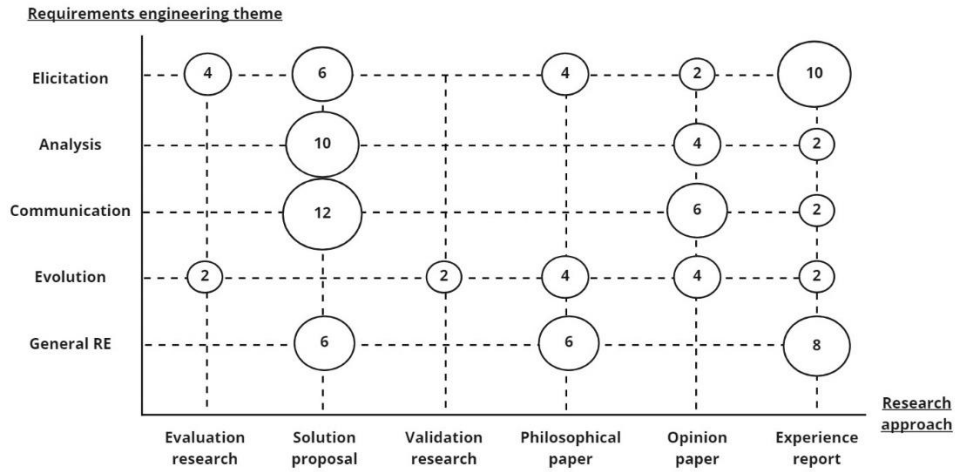 Requirements engineering theme
Elicitation 4 6 4 2 10
Analysis 10 4 2
Communication 12 6 2
Evolution 2 2 4 4 2
General RE 6 6 8
Research
approach
Evaluation Solution Validation Philosophical Opinion Experience
research proposal research paper paper report